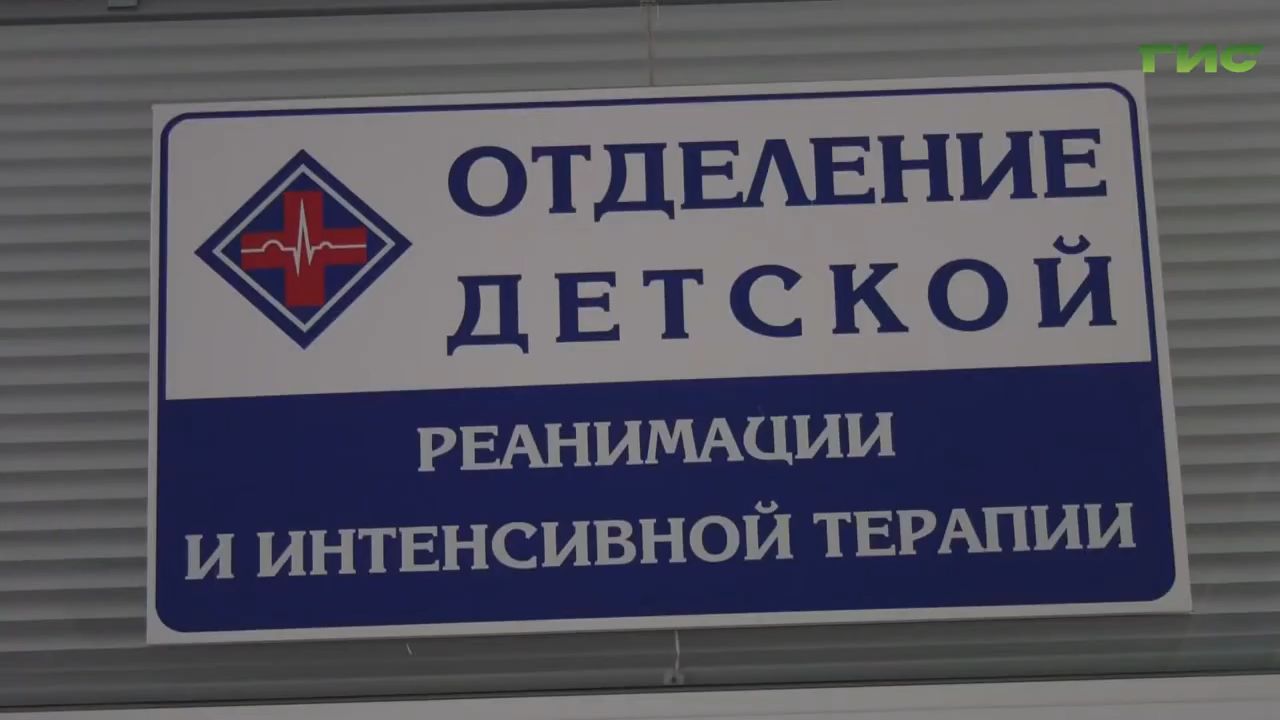 ГИС
ОТДЕЛЕНИЕ
ДЕТСКОЙ
РЕАНИМАЦИИ
И ИНТЕНСИВНОЙ ТЕРАПИИ